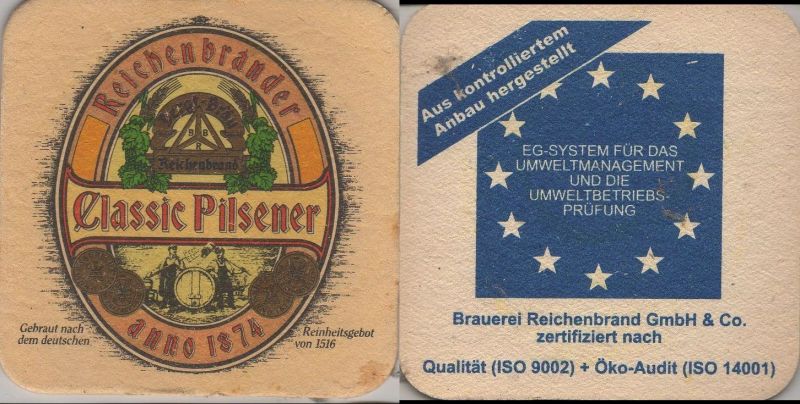 Reichenbrander
Reichenbrand
Classic Pilsener
Gebraut nach
dem deutschen
Reinheitsgebot
von 1516
anno 1874
Aus kontrolliertem
Anbau hergestellt
EG-SYSTEM FÜR DAS
UMWELTMANAGEMENT
UND DIE
UMWELTBETRIEBS-
PRÜFUNG
Brauerei Reichenbrand GmbH & Co.
zertifiziert nach
Qualität (ISO 9002) + Öko-Audit (ISO 14001)